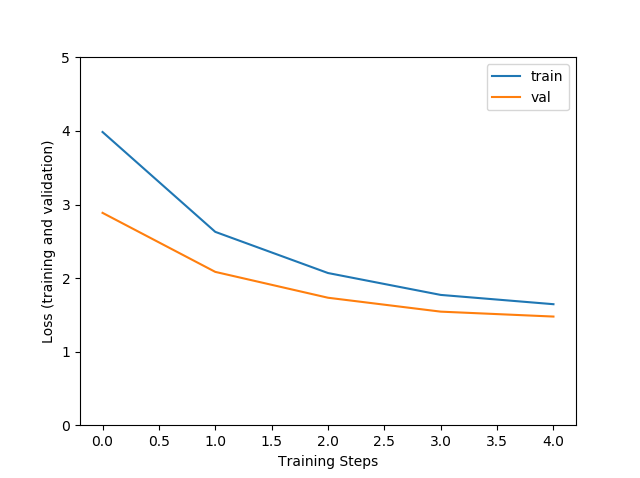 5
4
3
2
1
0
Loss (training and validation)
train
val
0.0 0.5 1.0 1.5 2.0 2.5 3.0 3.5 4.0
Training Steps